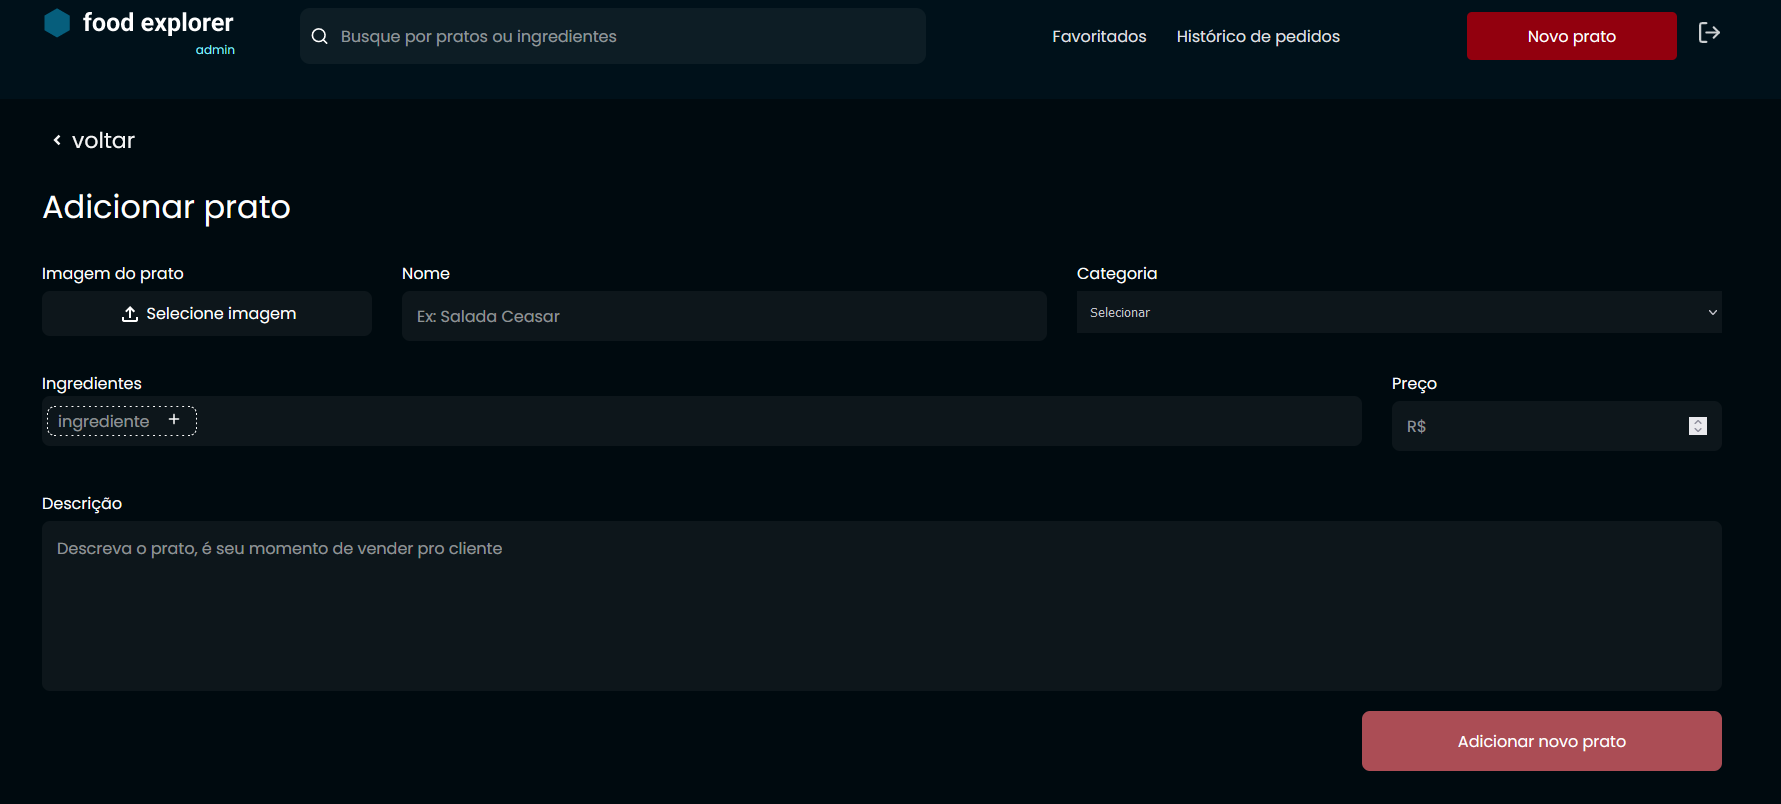 food explorer
admin
Busque por pratos ou ingredientes
Favoritados
Histórico de pedidos
Novo prato
voltar
Adicionar prato
Imagem do prato
Nome
Categoria
Selecione imagem
Ex: Salada Ceasar
Selecionar
Ingredientes
Preço
ingrediente +
R$
Descrição
Descreva o prato, é seu momento de vender pro cliente
Adicionar novo prato